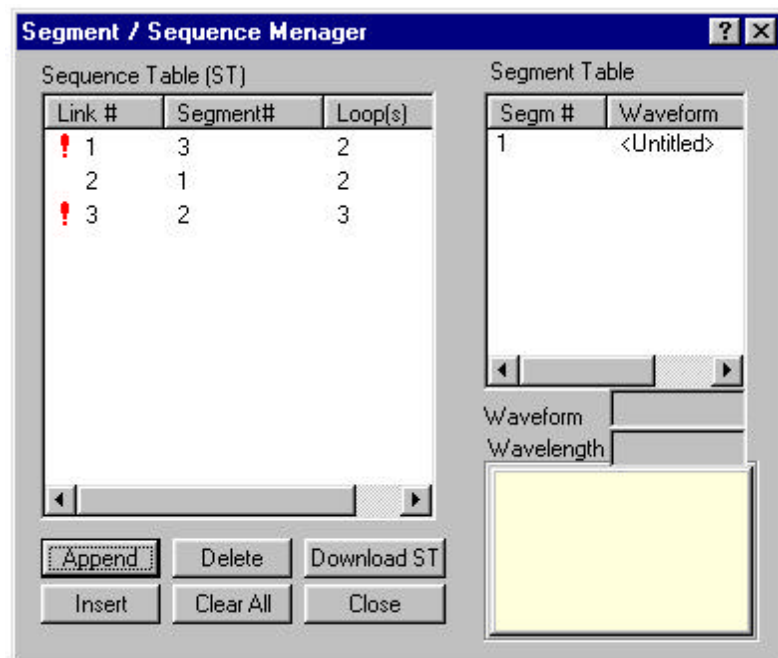 Segment / Sequence Menager
Sequence Table (ST)
Link # Segment# Loop(s)
! 1 3 2
2 1 2
! 3 2 3
Segment Table
Segm # Waveform
1 <Untitled>
Waveform
Wavelength
Append Delete Download ST
Insert Clear All Close